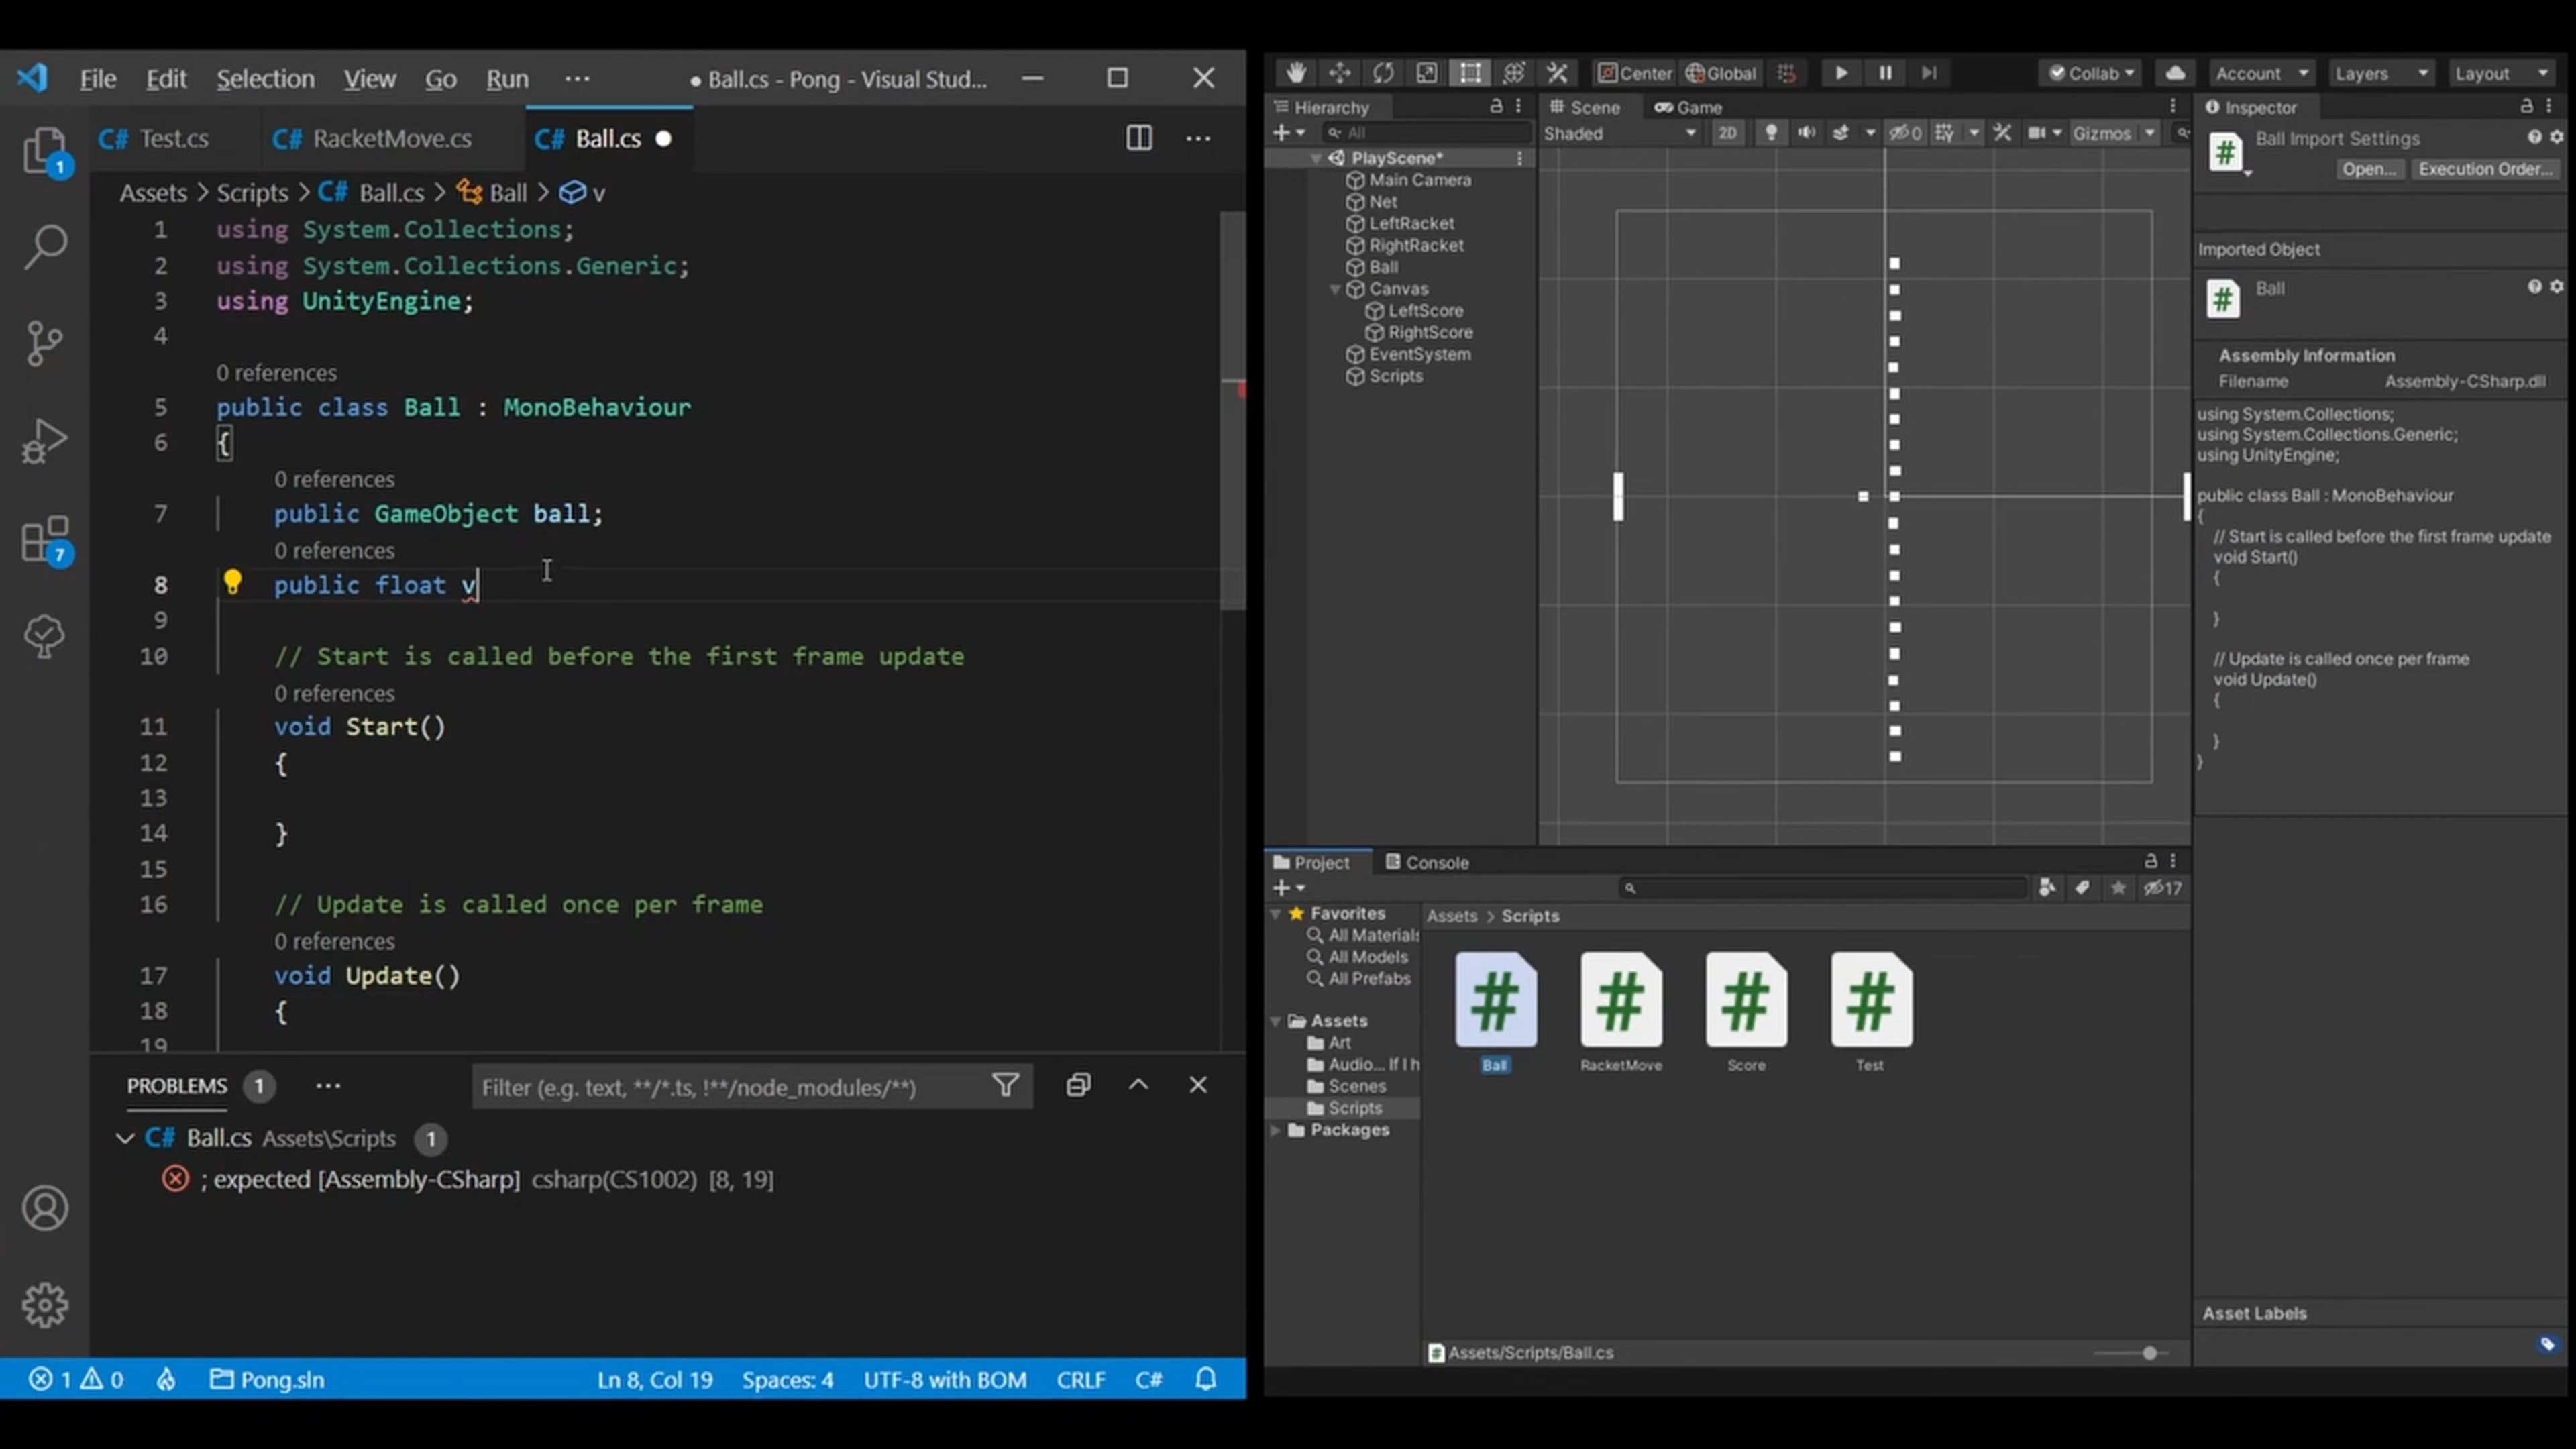 File Edit Selection View Go Run ··· ● Ball.cs - Pong - Visual Stud...
C# Test.cs C# RacketMove.cs C# Ball.cs ●
Assets > Scripts > C# Ball.cs > Ball > v
1 using System.Collections;
2 using System.Collections.Generic;
3 using UnityEngine;
4
0 references
5 public class Ball : MonoBehaviour
6 {
0 references
7 public GameObject ball;
0 references
8 public float v
9
10 // Start is called before the first frame update
0 references
11 void Start()
12 {
13
14 }
15
16 // Update is called once per frame
0 references
17 void Update()
18 {
19
1
7
PROBLEMS 1 ··· Filter (e.g. text, **/*.ts, !**/node_modules/**)
C# Ball.cs Assets\Scripts 1
; expected [Assembly-CSharp] csharp(CS1002) [8, 19]
1 0 Pong.sln Ln 8, Col 19 Spaces: 4 UTF-8 with BOM CRLF C#
Center Global Collab Account Layers Layout
Hierarchy
All
PlayScene*
Main Camera
Net
LeftRacket
RightRacket
Ball
Canvas
LeftScore
RightScore
EventSystem
Scripts
Scene Game
Shaded 2D 0 Gizmos
Inspector
Ball Import Settings
Open... Execution Order...
Imported Object
# Ball
Assembly Information
Filename Assembly-CSharp.dll
using System.Collections;
using System.Collections.Generic;
using UnityEngine;
public class Ball : MonoBehaviour
{
// Start is called before the first frame update
void Start()
{
}
// Update is called once per frame
void Update()
{
}
}
Asset Labels
Project Console
17
Favorites
All Materials
All Models
All Prefabs
Assets
Art
Audio... If I h
Scenes
Scripts
Packages
Assets > Scripts
# # # #
Ball RacketMove Score Test
Assets/Scripts/Ball.cs